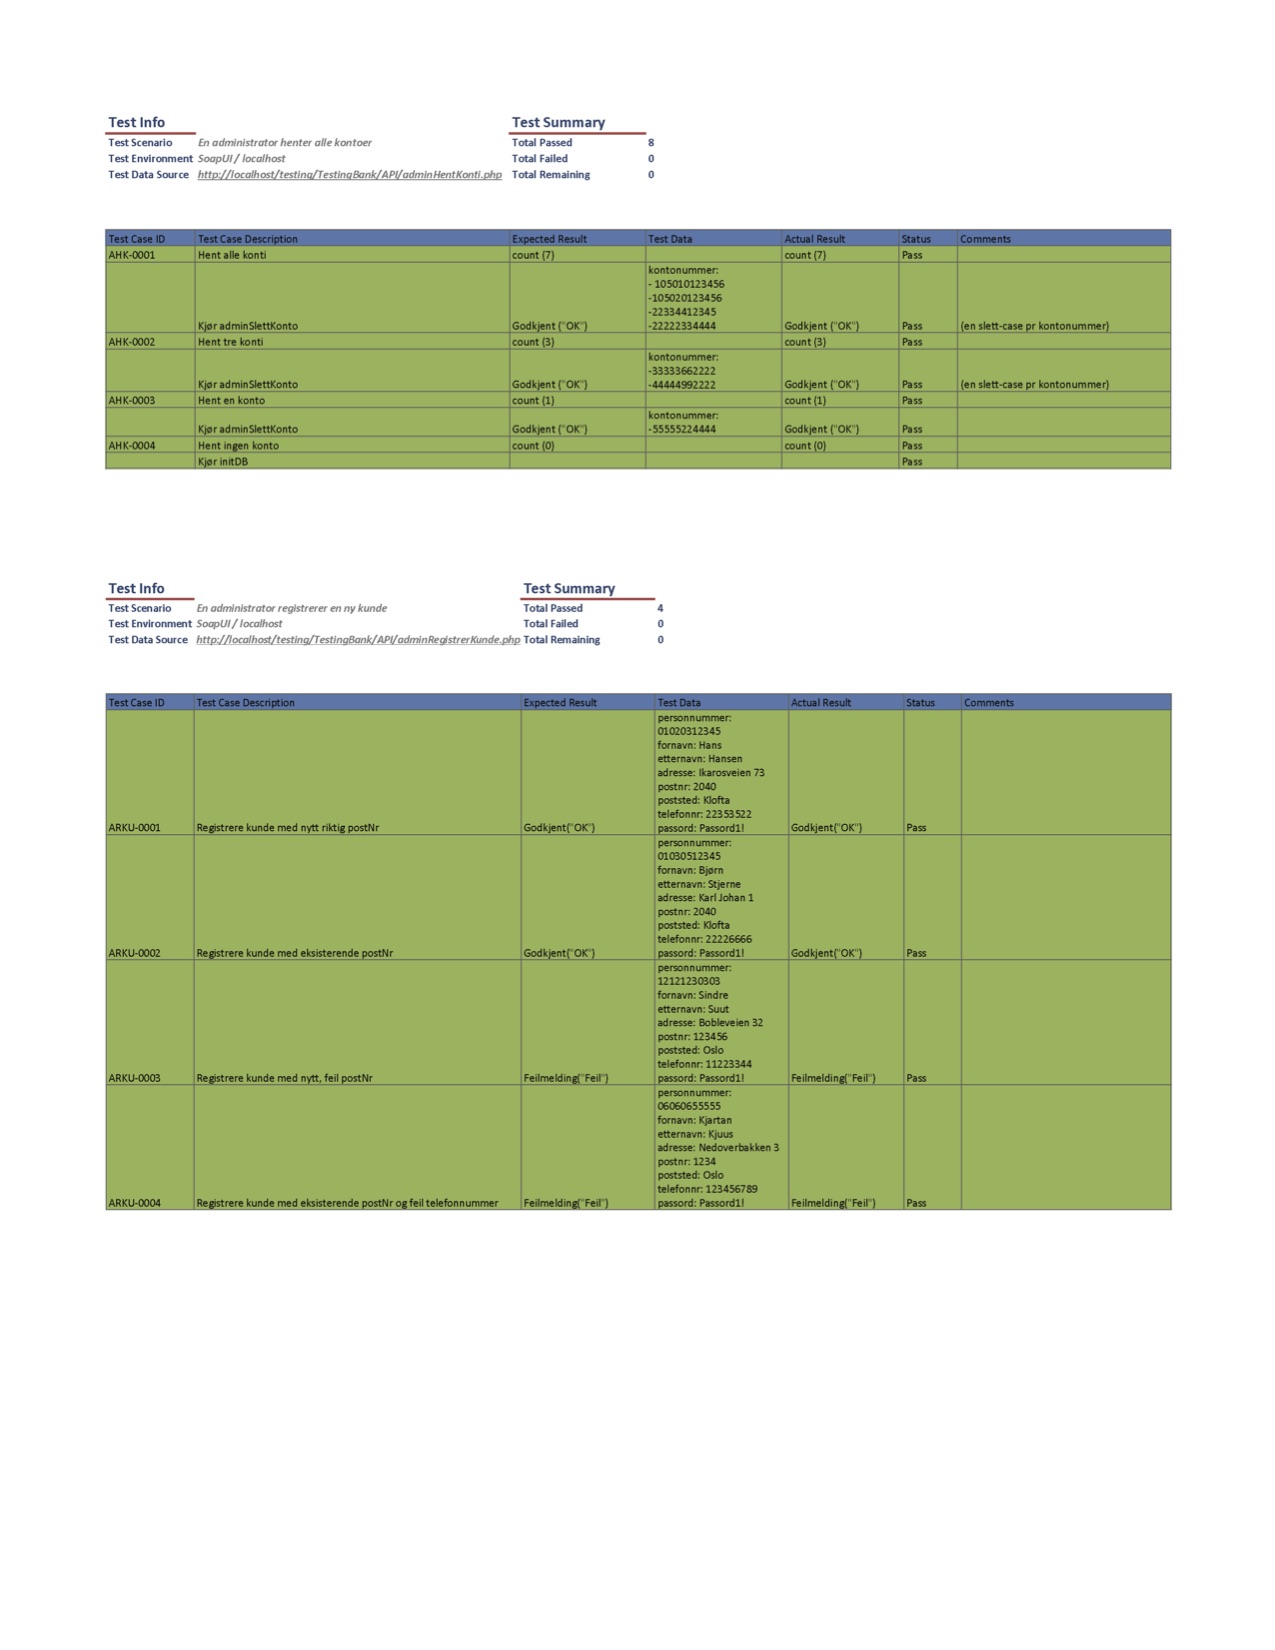 Test Info Test Summary
Test Scenario En administrator henter alle kontoer Total Passed 8
Test Environment SoapUI / localhost Total Failed 0
Test Data Source http://localhost/testing/TestingBank/API/adminHentKonti.php Total Remaining 0
Test Case ID Test Case Description Expected Result Test Data Actual Result Status Comments
AHK-0001 Hent alle konti count (7) count (7) Pass
kontonummer:
- 105010123456
-105020123456
-22334412345
Kjør adminSlettKonto Godkjent ("OK") -22222334444 Godkjent ("OK") Pass (en slett-case pr kontonummer)
AHK-0002 Hent tre konti count (3) count (3) Pass
kontonummer:
-33333662222
Kjør adminSlettKonto Godkjent ("OK") -44444992222 Godkjent ("OK") Pass (en slett-case pr kontonummer)
AHK-0003 Hent en konto count (1) count (1) Pass
kontonummer:
Kjør adminSlettKonto Godkjent ("OK") -55555224444 Godkjent ("OK") Pass
AHK-0004 Hent ingen konto count (0) count (0) Pass
Kjør initDB Pass
Test Info Test Summary
Test Scenario En administrator registrerer en ny kunde Total Passed 4
Test Environment SoapUI / localhost Total Failed 0
Test Data Source http://localhost/testing/TestingBank/API/adminRegistrerKunde.php Total Remaining 0
Test Case ID Test Case Description Expected Result Test Data Actual Result Status Comments
personnummer:
01020312345
fornavn: Hans
etternavn: Hansen
adresse: Ikarosveien 73
postnr: 2040
poststed: Klofta
telefonnr: 22353522
ARKU-0001 Registrere kunde med nytt riktig postNr Godkjent("OK") passord: Passord1! Godkjent("OK") Pass
personnummer:
01030512345
fornavn: Bjørn
etternavn: Stjerne
adresse: Karl Johan 1
postnr: 2040
poststed: Klofta
telefonnr: 22226666
ARKU-0002 Registrere kunde med eksisterende postNr Godkjent("OK") passord: Passord1! Godkjent("OK") Pass
personnummer:
12121230303
fornavn: Sindre
etternavn: Suut
adresse: Bobleveien 32
postnr: 123456
poststed: Oslo
telefonnr: 11223344
ARKU-0003 Registrere kunde med nytt, feil postNr Feilmelding("Feil") passord: Passord1! Feilmelding("Feil") Pass
personnummer:
06060655555
fornavn: Kjartan
etternavn: Kjuus
adresse: Nedoverbakken 3
postnr: 1234
poststed: Oslo
telefonnr: 123456789
ARKU-0004 Registrere kunde med eksisterende postNr og feil telefonnummer Feilmelding("Feil") passord: Passord1! Feilmelding("Feil") Pass